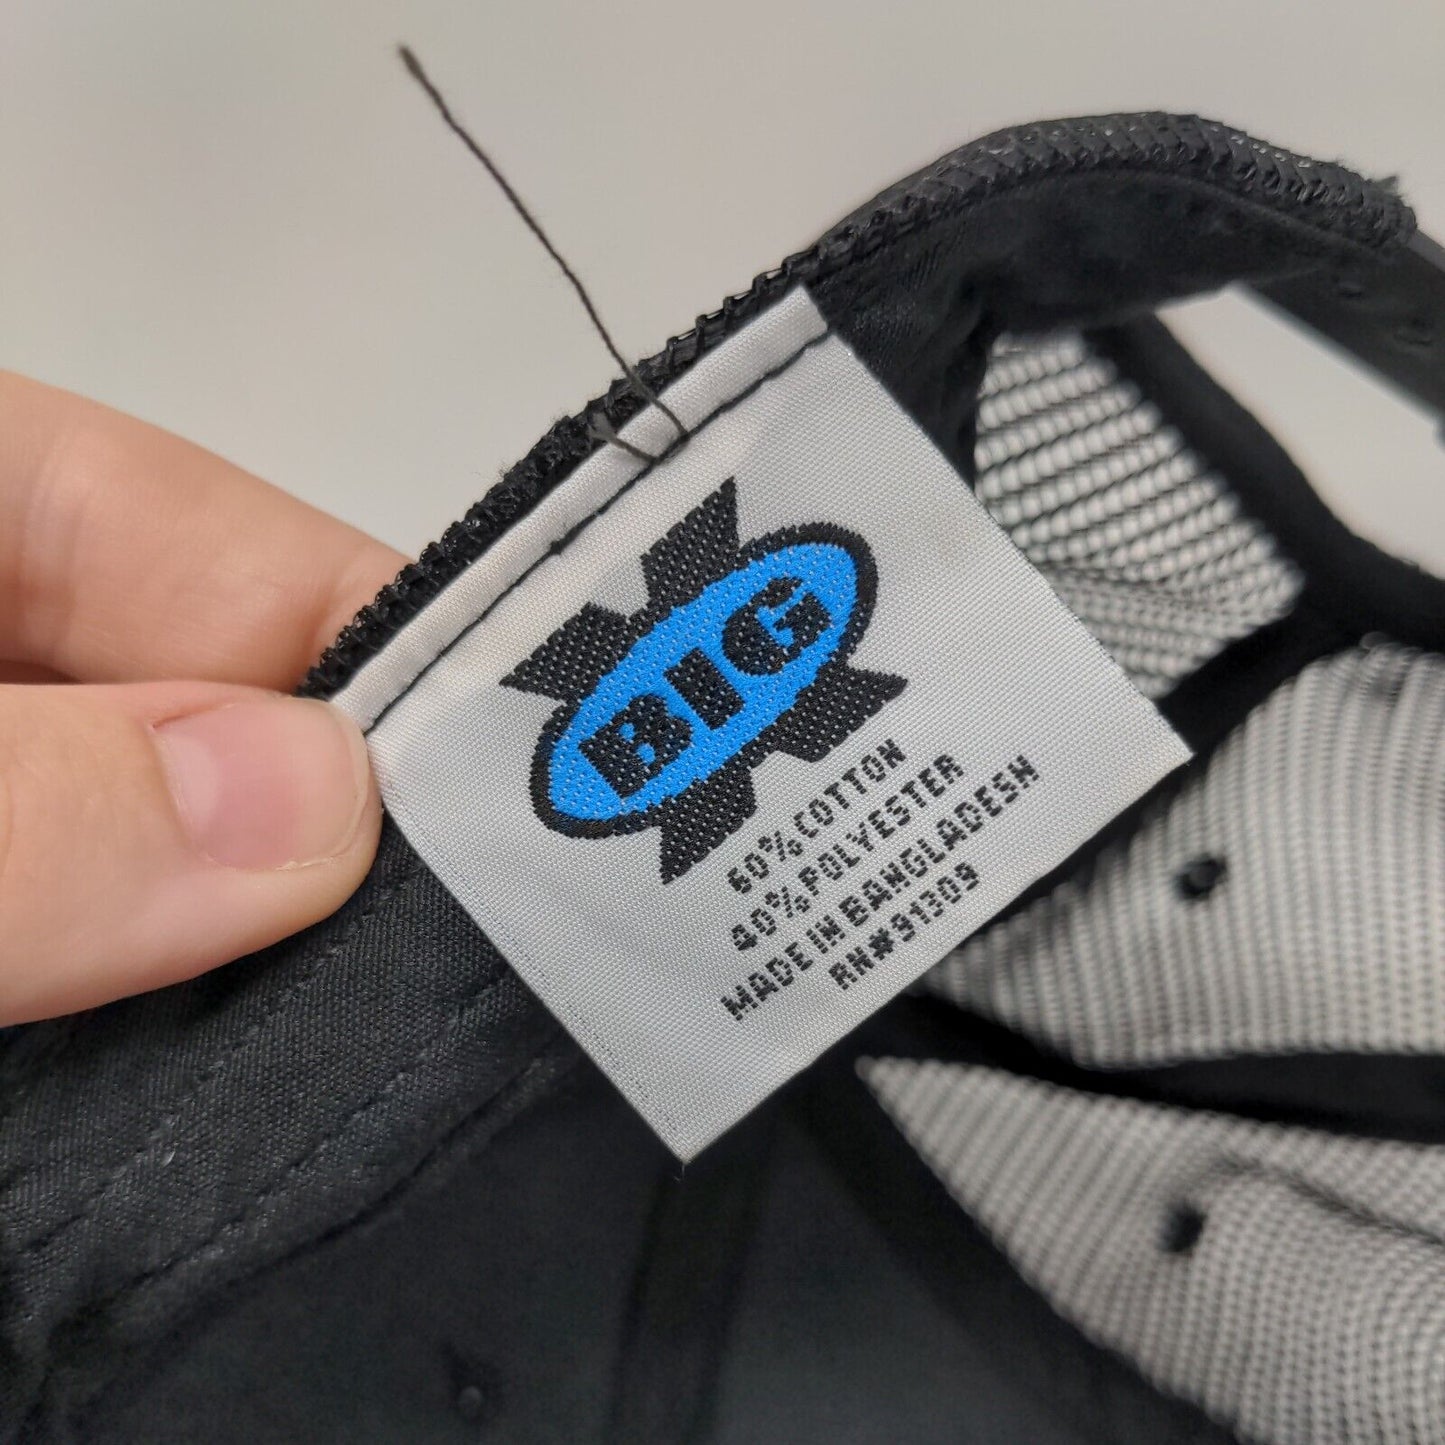 BIG
60% COTTON
40% POLYESTER
MADE IN BANGLADESH
RN#91309